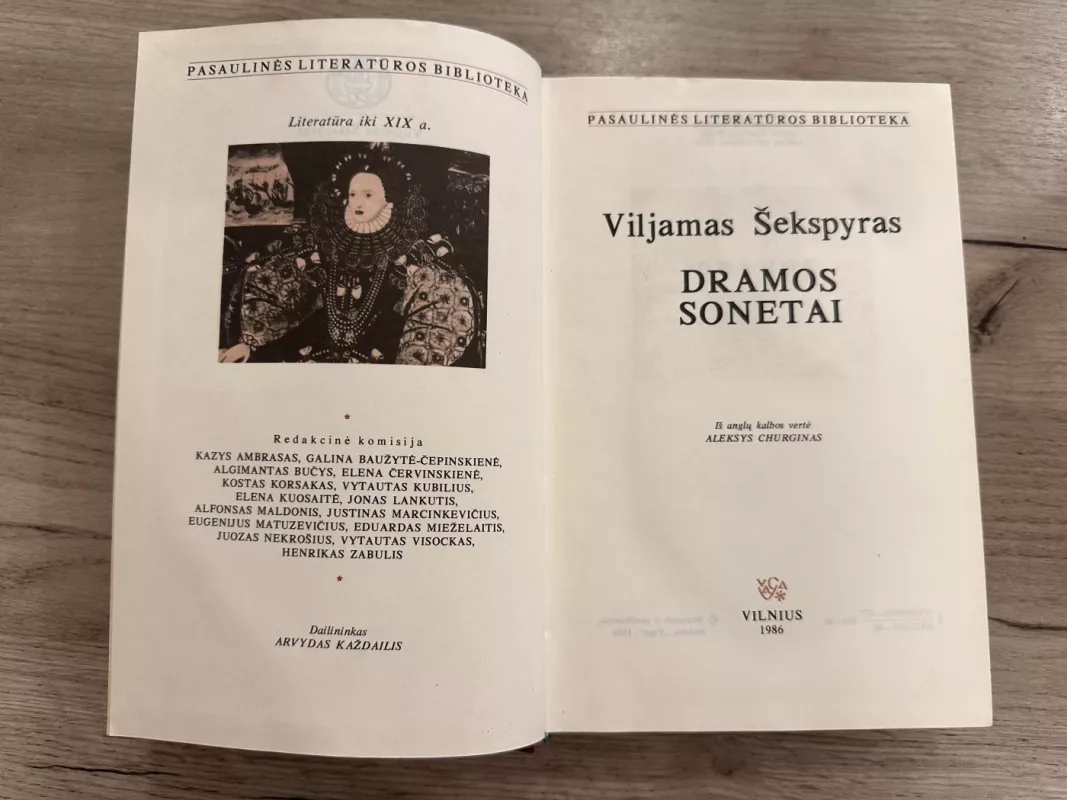 PASAULINĖS LITERATŪROS BIBLIOTEKA
Literatūra iki XIX a.
*
Redakcinė komisija
KAZYS AMBRASAS, GALINA BAUŽYTĖ-ČEPINSKIENĖ,
ALGIMANTAS BUČYS, ELENA ČERVINSKIENĖ,
KOSTAS KORSAKAS, VYTAUTAS KUBILIUS,
ELENA KUOSAITĖ, JONAS LANKUTIS,
ALFONSAS MALDONIS, JUSTINAS MARCINKEVIČIUS,
EUGENIJUS MATUZEVIČIUS, EDUARDAS MIEŽELAITIS,
JUOZAS NEKROŠIUS, VYTAUTAS VISOCKAS,
HENRIKAS ZABULIS
*
Dailininkas
ARVYDAS KAŽDAILIS
PASAULINĖS LITERATŪROS BIBLIOTEKA
Viljamas Šekspyras
DRAMOS
SONETAI
Iš anglų kalbos vertė
ALEKSYS CHURGINAS
VILNIUS
1986